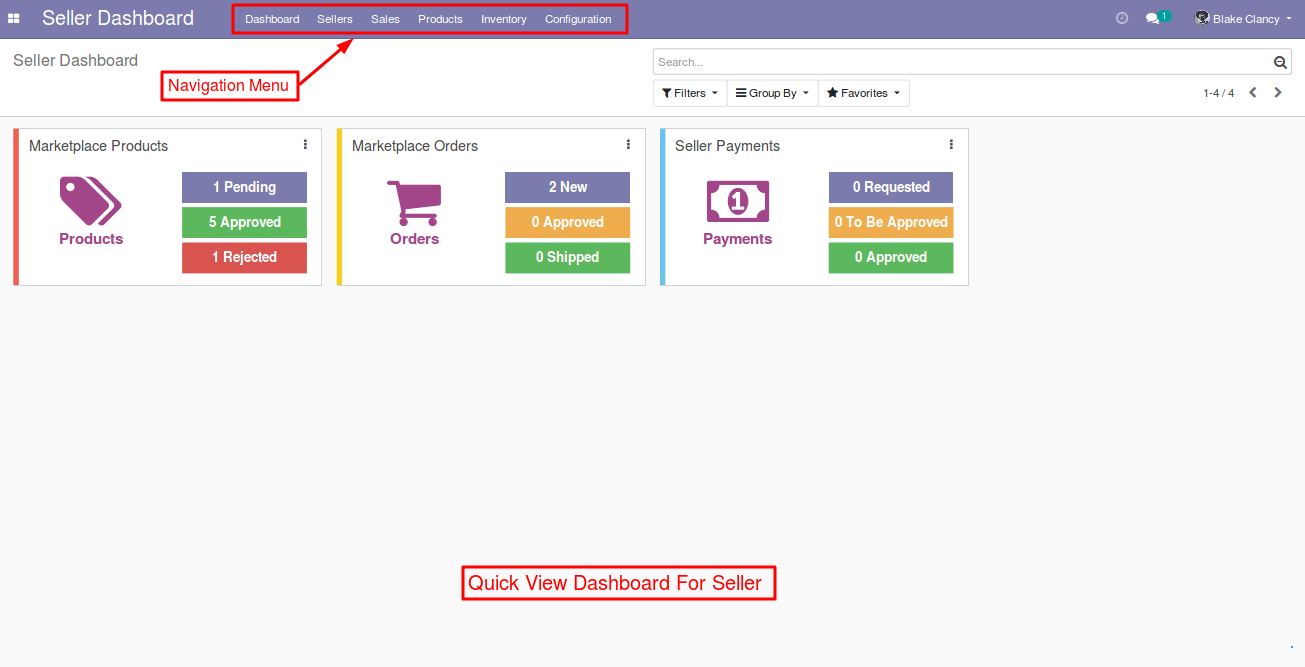 Seller Dashboard Dashboard Sellers Sales Products Inventory Configuration 1 Blake Clancy
Seller Dashboard
Search...
Navigation Menu
Filters Group By Favorites 1-4 / 4
Marketplace Products
Products
1 Pending
5 Approved
1 Rejected
Marketplace Orders
Orders
2 New
0 Approved
0 Shipped
Seller Payments
1
Payments
0 Requested
0 To Be Approved
0 Approved
Quick View Dashboard For Seller